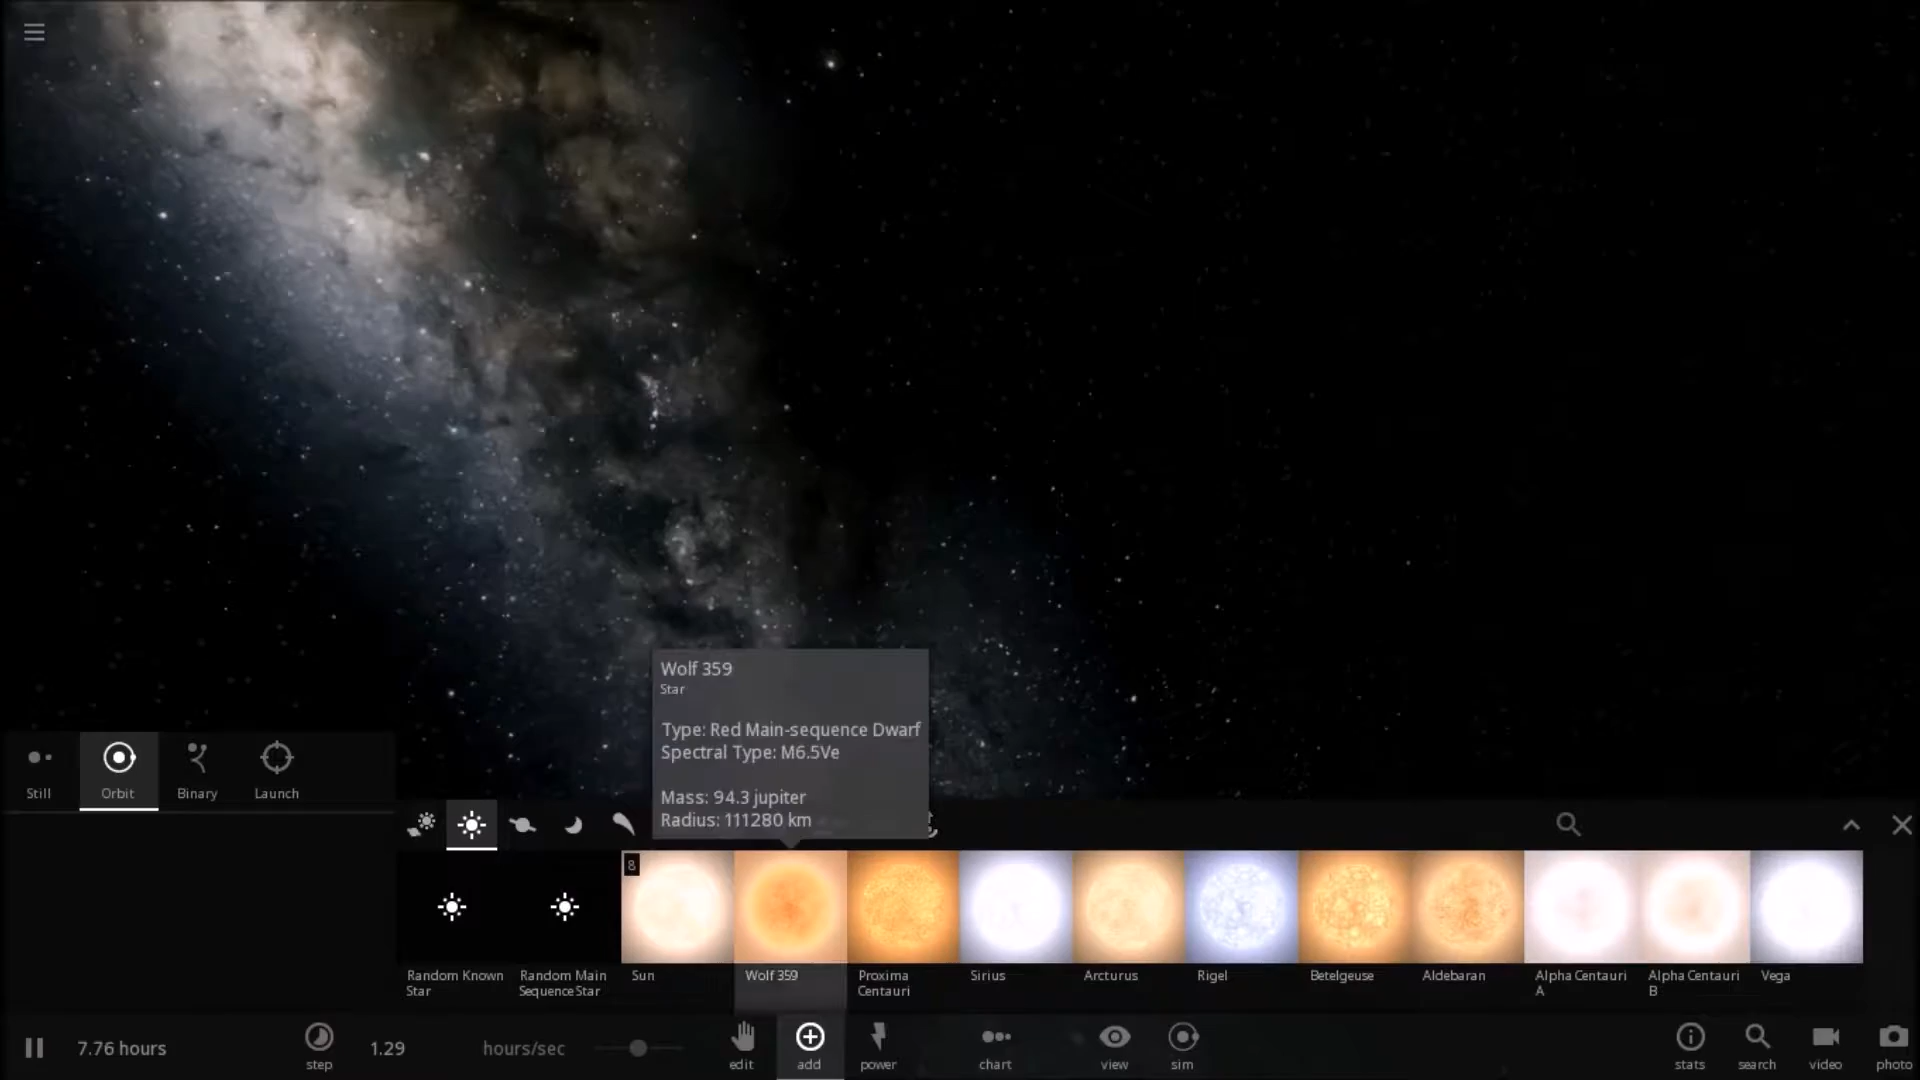 Wolf 359
Star
Type: Red Main-sequence Dwarf
Spectral Type: M6.5Ve
Mass: 94.3 jupiter
Radius: 111280 km
Still
Orbit
Binary
Launch
8
Random Known
Star
Random Main
Sequence Star
Sun
Wolf 359
Proxima
Centauri
Sirius
Arcturus
Rigel
Betelgeuse
Aldebaran
Alpha Centauri
A
Alpha Centauri
B
Vega
7.76 hours
step
1.29
hours/sec
edit
add
power
chart
view
sim
stats
search
video
photo